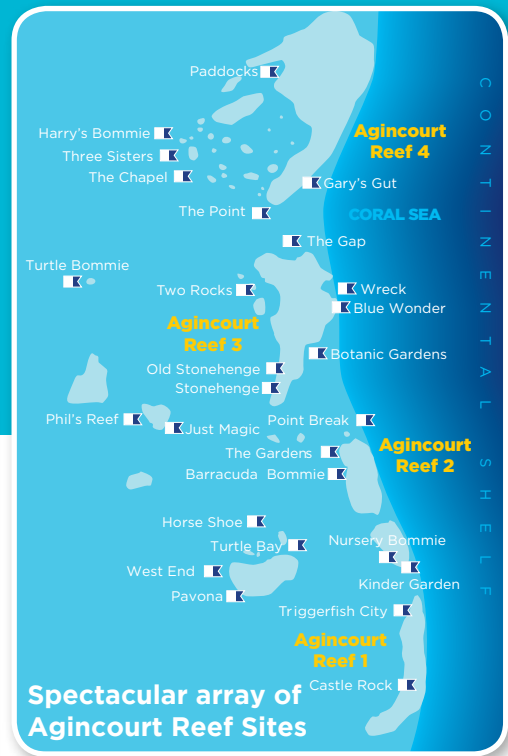 Paddocks
Harry's Bommie
Agincourt
Reef 4
Three Sisters
The Chapel
Gary's Gut
The Point
CORAL SEA
The Gap
Turtle Bommie
Two Rocks
Wreck
Blue Wonder
Agincourt
Reef 3
Botanic Gardens
Old Stonehenge
Stonehenge
Phil's Reef
Just Magic
Point Break
The Gardens
Agincourt
Reef 2
Barracuda Bommie
Horse Shoe
Turtle Bay
Nursery Bommie
West End
Kinder Garden
Pavona
Triggerfish City
Agincourt
Reef 1
Castle Rock
CONTINENTAL SHELF
Spectacular array of
Agincourt Reef Sites